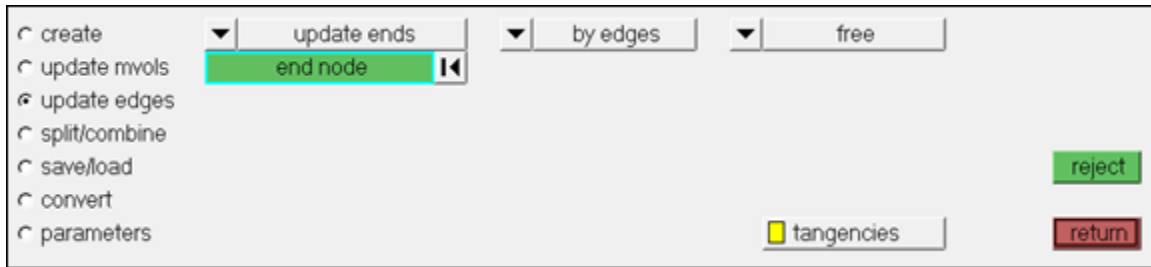 create update ends by edges free
update mvols end node
update edges
split/combine
save/load reject
convert
parameters tangencies return